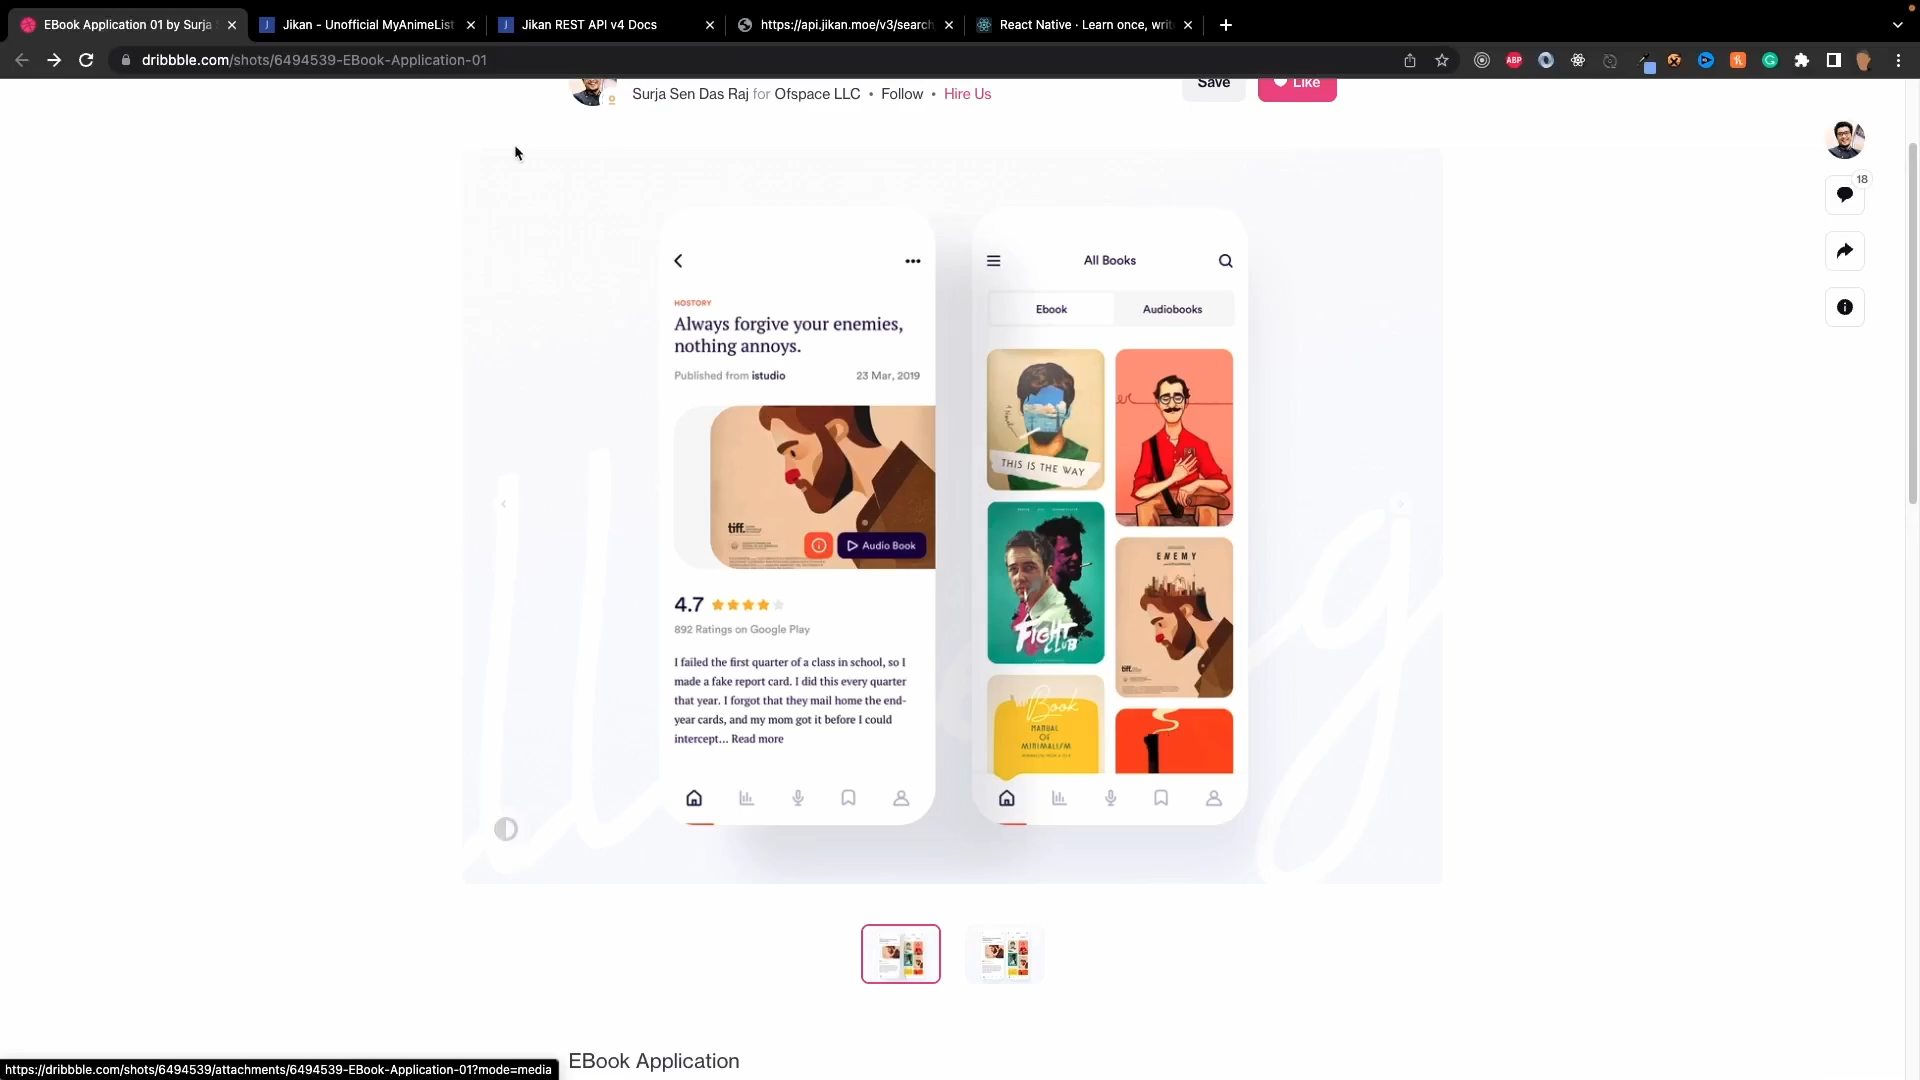 EBook Application 01 by Surja S
Jikan - Unofficial MyAnimeList
Jikan REST API v4 Docs
https://api.jikan.moe/v3/search
React Native · Learn once, writ
dribbble.com/shots/6494539-EBook-Application-01
ABP
Surja Sen Das Raj for Ofspace LLC • Follow • Hire Us
Save
Like
18
All Books
Ebook
Audiobooks
HOSTORY
Always forgive your enemies,
nothing annoys.
Published from istudio
23 Mar, 2019
tiff.
Audio Book
4.7
892 Ratings on Google Play
I failed the first quarter of a class in school, so I
made a fake report card. I did this every quarter
that year. I forgot that they mail home the end-
year cards, and my mom got it before I could
intercept... Read more
THIS IS THE WAY
FIGHT
CLUB
ENEMY
tiff.
Book
MANUAL
OF
MINIMALISM
EBook Application
https://dribbble.com/shots/6494539/attachments/6494539-EBook-Application-01?mode=media